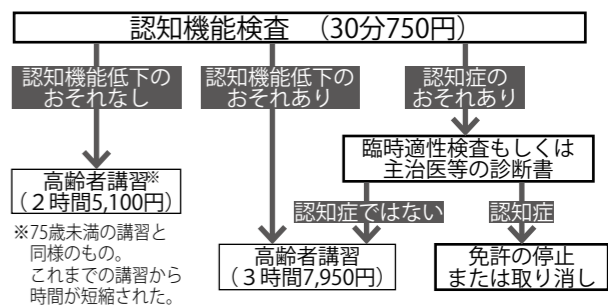 認知機能検査 （30分750円）
認知機能低下の
おそれなし
認知機能低下の
おそれあり
認知症の
おそれあり
臨時適性検査もしくは
主治医等の診断書
高齢者講習※
（２時間5,100円）
※75歳未満の講習と
同様のもの。
これまでの講習から
時間が短縮された。
認知症ではない
認知症
高齢者講習
（３時間7,950円）
免許の停止
または取り消し